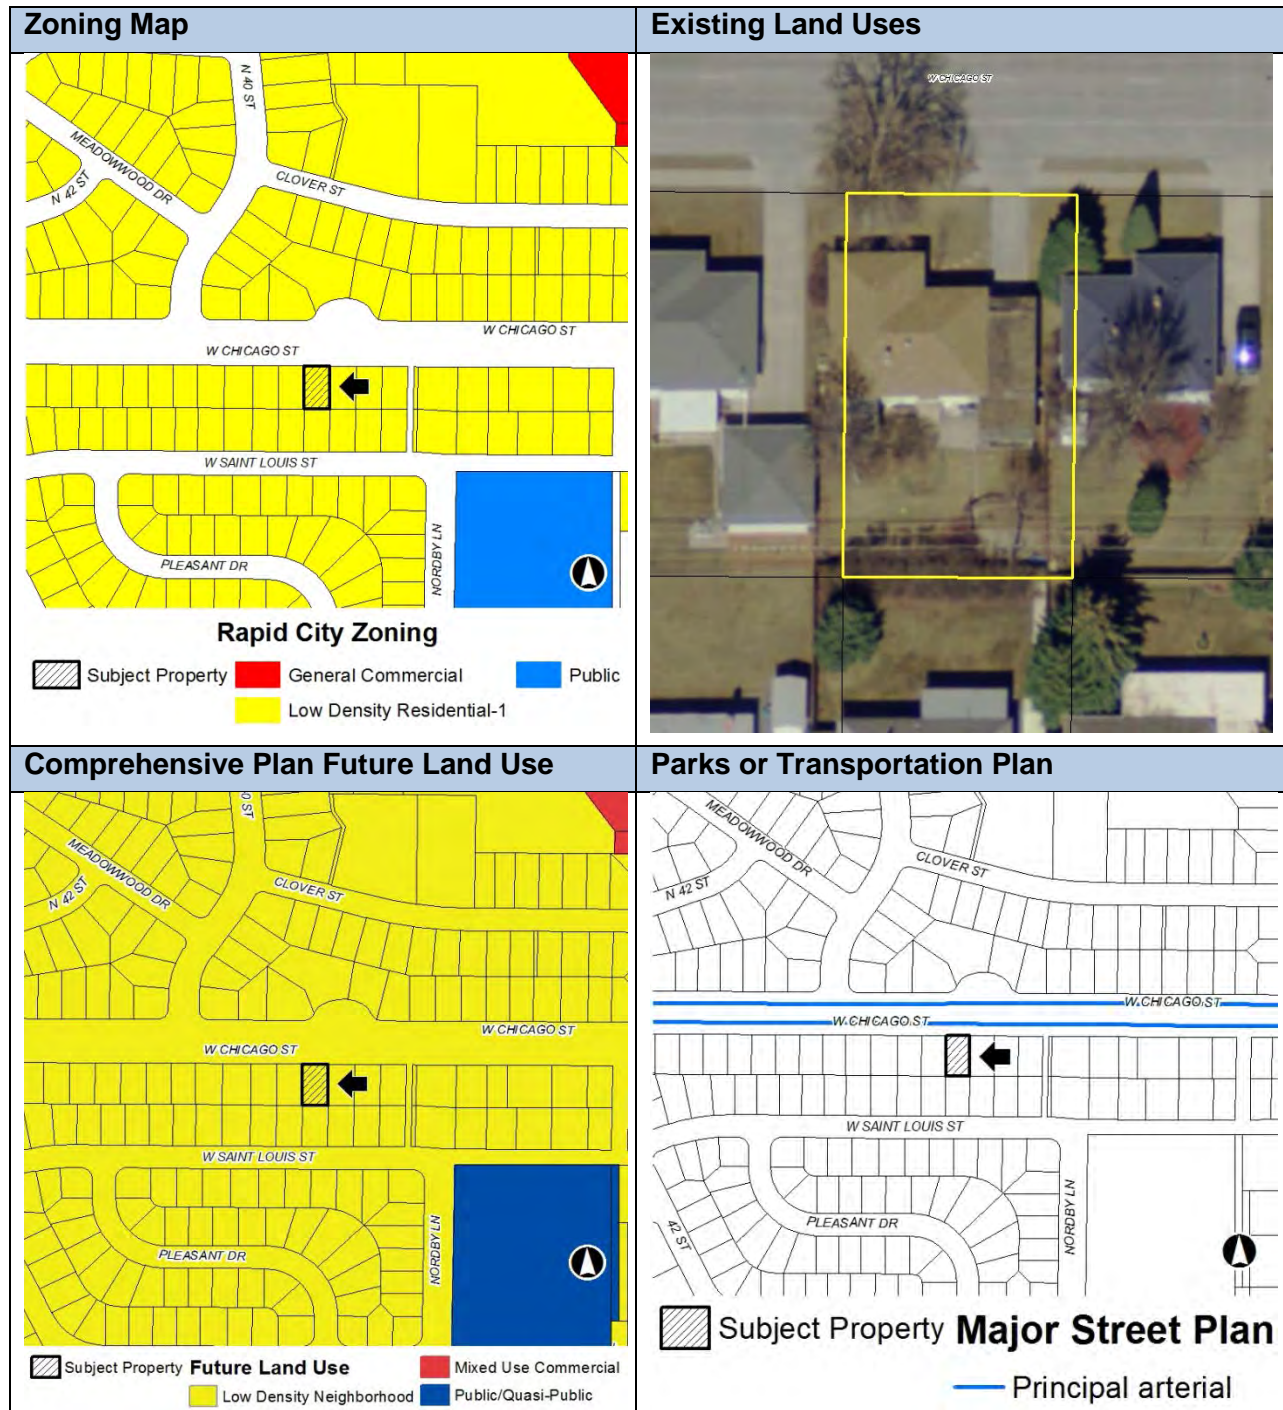 Zoning Map
Existing Land Uses
N 40 ST
MEADOWWOOD DR
N 42 ST
CLOVER ST
W CHICAGO ST
W CHICAGO ST
W SAINT LOUIS ST
NORDBY LN
PLEASANT DR
Rapid City Zoning
Subject Property
General Commercial
Public
Low Density Residential-1
W CHICAGO ST
Comprehensive Plan Future Land Use
Parks or Transportation Plan
0 ST
MEADOWWOOD DR
N 42 ST
CLOVER ST
W CHICAGO ST
W CHICAGO ST
W SAINT LOUIS ST
NORDBY LN
PLEASANT DR
Subject Property
Future Land Use
Mixed Use Commercial
Low Density Neighborhood
Public/Quasi-Public
MEADOWWOOD DR
N 42 ST
CLOVER ST
W CHICAGO ST
W CHICAGO ST
W SAINT LOUIS ST
NORDBY LN
PLEASANT DR
42 ST
Subject Property
Major Street Plan
Principal arterial